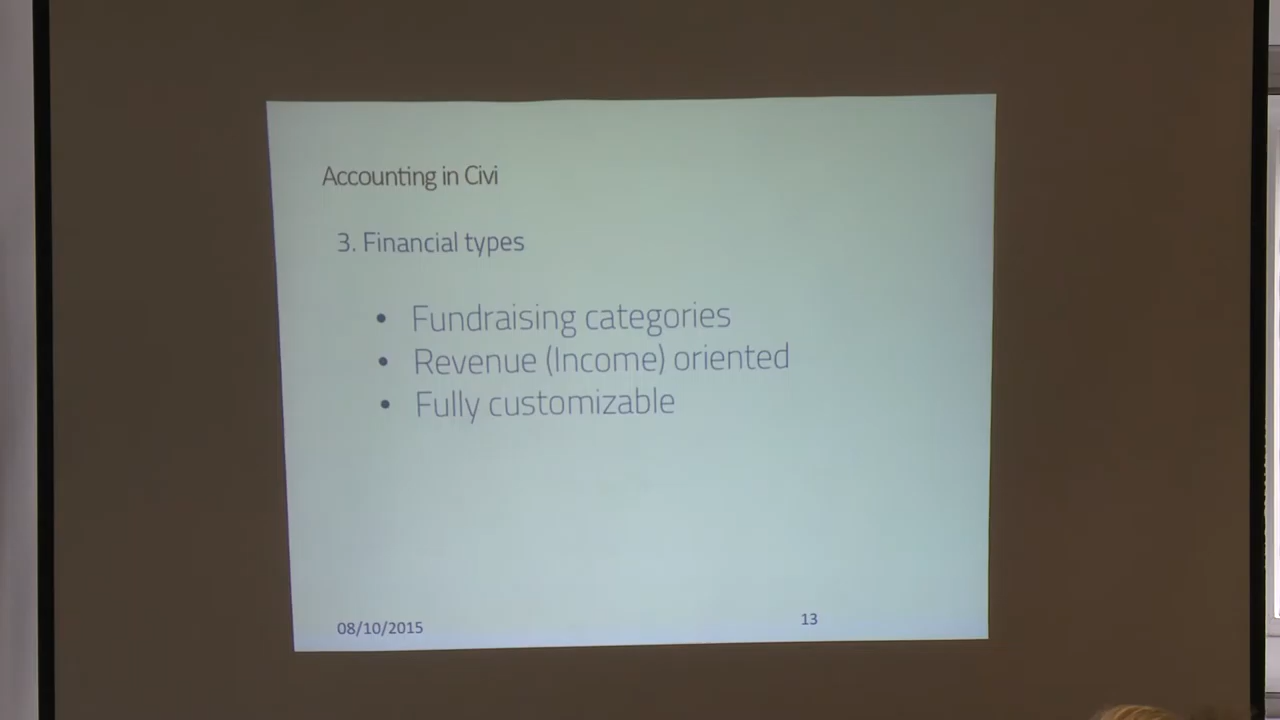 Accounting in Civi
3. Financial types
• Fundraising categories
• Revenue (Income) oriented
• Fully customizable
08/10/2015
13